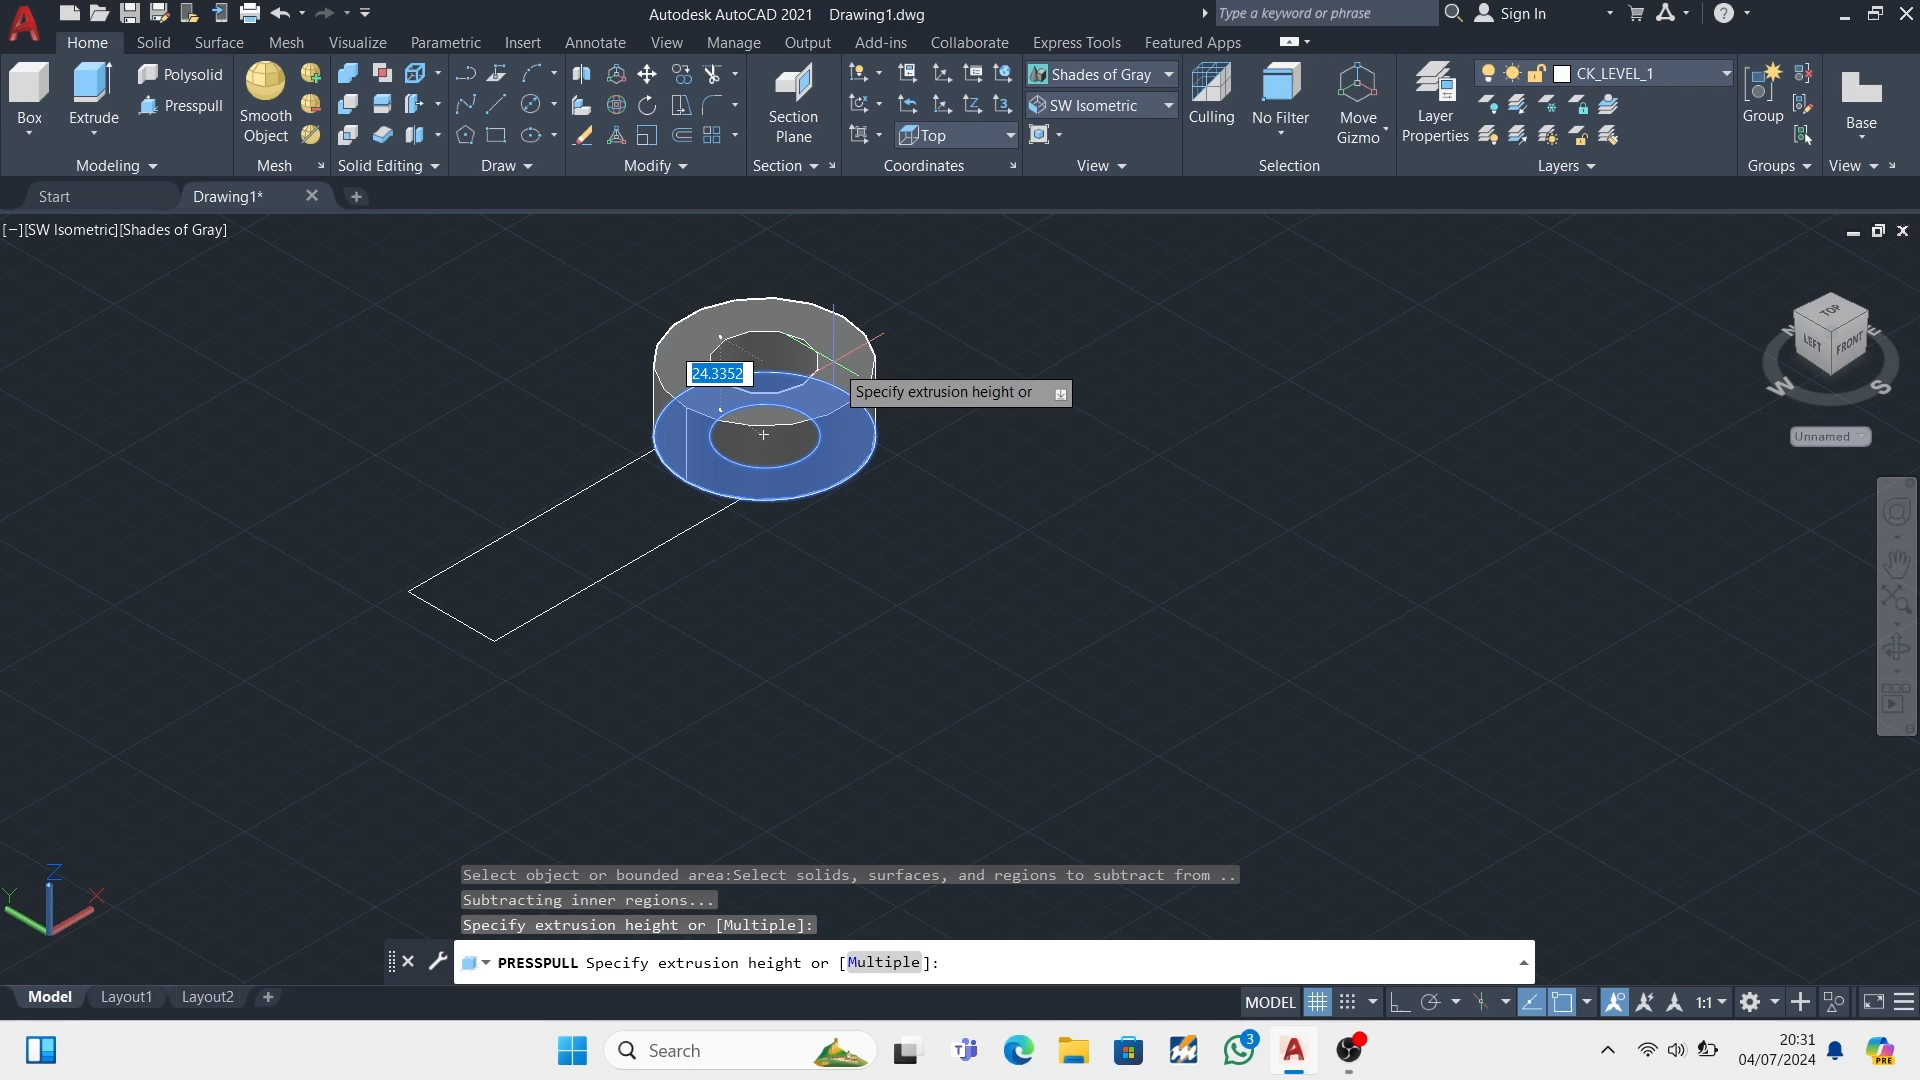 Autodesk AutoCAD 2021 Drawing1.dwg
Type a keyword or phrase
Sign In
Home Solid Surface Mesh Visualize Parametric Insert Annotate View Manage Output Add-ins Collaborate Express Tools Featured Apps
Box
Extrude
Polysolid
Presspull
Modeling
Smooth Object
Mesh
Solid Editing
Draw
Modify
Section Plane
Section
Top
Coordinates
Shades of Gray
SW Isometric
View
Culling
No Filter
Move Gizmo
Selection
Layer Properties
CK_LEVEL_1
Layers
Group
Groups
Base
View
Start
Drawing1*
[−][SW Isometric][Shades of Gray]
TOP
LEFT
FRONT
N
E
W
S
Unnamed
24.3352
Specify extrusion height or
Z
Y
X
Select object or bounded area:Select solids, surfaces, and regions to subtract from ..
Subtracting inner regions...
Specify extrusion height or [Multiple]:
PRESSPULL Specify extrusion height or [Multiple]:
Model Layout1 Layout2
MODEL
1:1
Search
3
20:31
04/07/2024
PRE